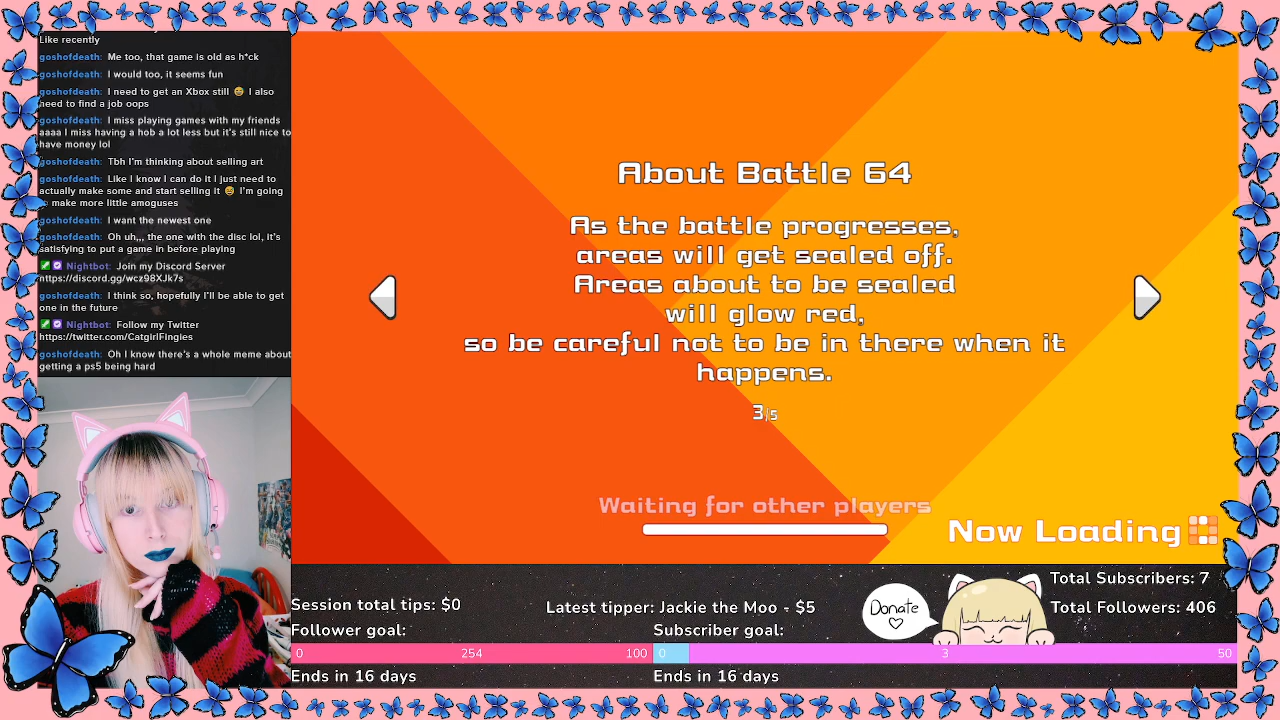 Like recently
goshofdeath: Me too, that game is old as h*ck
goshofdeath: I would too, it seems fun
goshofdeath: I need to get an Xbox still 😅 I also
need to find a job oops
goshofdeath: I miss playing games with my friends
aaaa I miss having a hob a lot less but it's still nice to
have money lol
goshofdeath: Tbh I'm thinking about selling art
goshofdeath: Like I know I can do it I just need to
actually make some and start selling it 😅 I'm going
make more little amoguses
goshofdeath: I want the newest one
goshofdeath: Oh uh,,, the one with the disc lol, it's
satisfying to put a game in before playing
Nightbot: Join my Discord Server
https://discord.gg/wcz98XJk7s
goshofdeath: I think so, hopefully I'll be able to get
one in the future
Nightbot: Follow my Twitter
https://twitter.com/CatgirlFingies
goshofdeath: Oh I know there's a whole meme about
getting a ps5 being hard
About Battle 64
As the battle progresses,
areas will get sealed off.
Areas about to be sealed
will glow red,
so be careful not to be in there when it
happens.
3/5
Waiting for other players
Now Loading
Session total tips: $0
Latest tipper: Jackie the Moo - $5
Donate
Total Subscribers: 7
Total Followers: 406
Follower goal:
Subscriber goal:
0 254 100
0 3 50
Ends in 16 days
Ends in 16 days